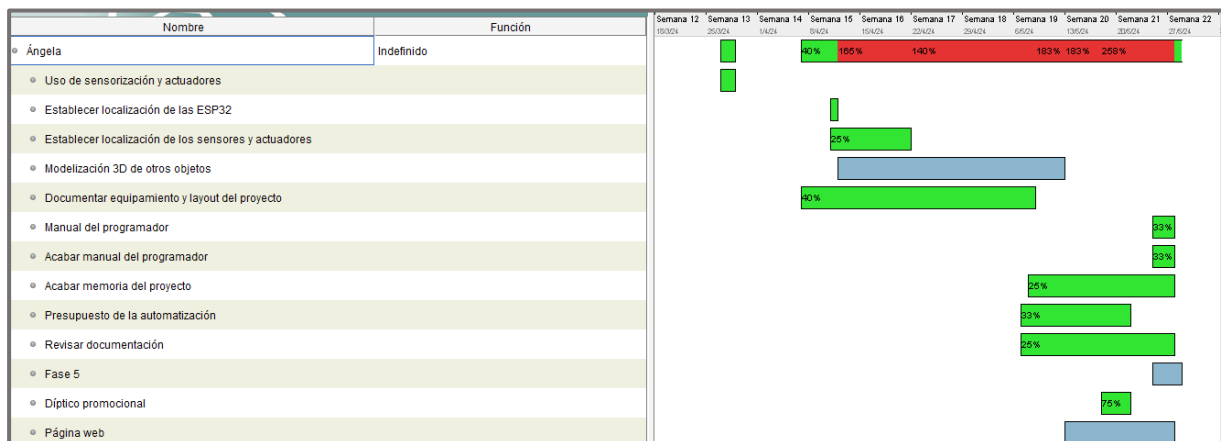 Nombre Función
Semana 12 Semana 13 Semana 14 Semana 15 Semana 16 Semana 17 Semana 18 Semana 19 Semana 20 Semana 21 Semana 22
18/3/24 25/3/24 1/4/24 8/4/24 15/4/24 22/4/24 29/4/24 6/5/24 13/5/24 20/5/24 27/5/24
Ángela Indefinido 40% 165% 140% 183% 183% 258%
Uso de sensorización y actuadores
Establecer localización de las ESP32
Establecer localización de los sensores y actuadores 25%
Modelización 3D de otros objetos
Documentar equipamiento y layout del proyecto 40%
Manual del programador 33%
Acabar manual del programador 33%
Acabar memoria del proyecto 25%
Presupuesto de la automatización 33%
Revisar documentación 25%
Fase 5
Díptico promocional 75%
Página web